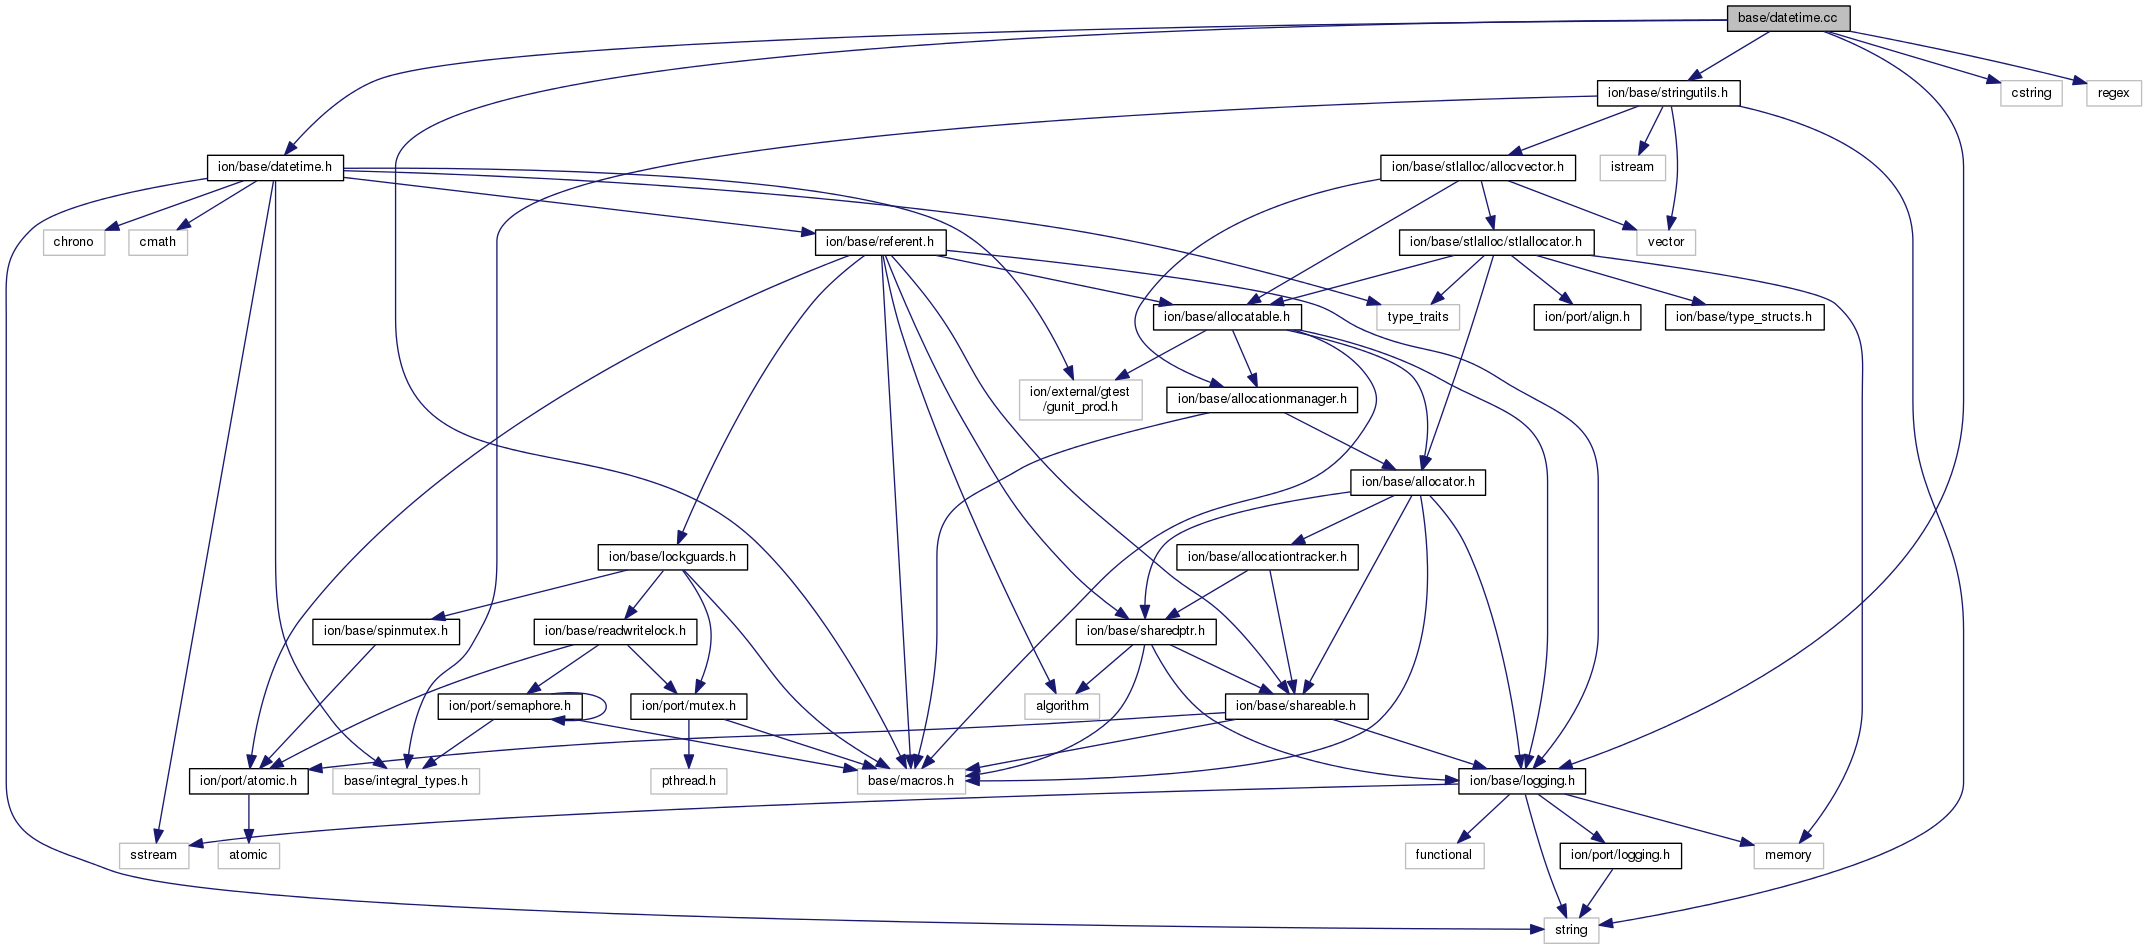 base/datetime.cc
ion/base/stringutils.h
cstring
regex
ion/base/datetime.h
ion/base/stlalloc/allocvector.h
istream
chrono
cmath
ion/base/referent.h
ion/base/stlalloc/stlallocator.h
vector
ion/base/allocatable.h
type_traits
ion/port/align.h
ion/base/type_structs.h
ion/external/gtest
/gunit_prod.h
ion/base/allocationmanager.h
ion/base/allocator.h
ion/base/lockguards.h
ion/base/allocationtracker.h
ion/base/spinmutex.h
ion/base/readwritelock.h
ion/base/sharedptr.h
ion/port/semaphore.h
ion/port/mutex.h
algorithm
ion/base/shareable.h
ion/port/atomic.h
base/integral_types.h
pthread.h
base/macros.h
ion/base/logging.h
sstream
atomic
functional
ion/port/logging.h
memory
string